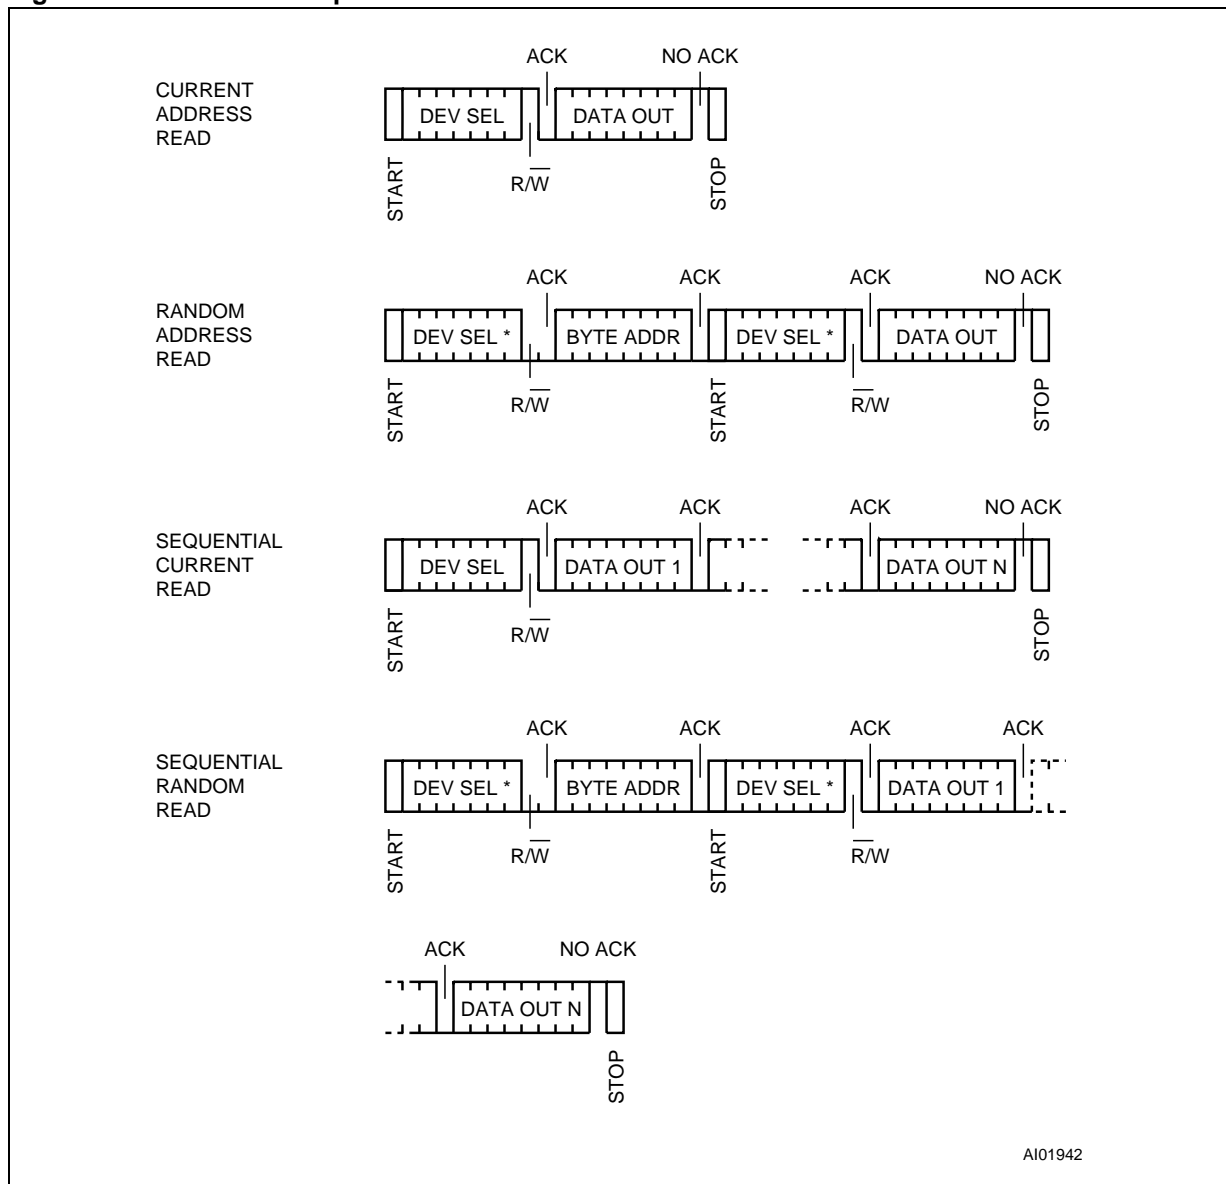 ACK NO ACK
CURRENT
ADDRESS
READ
DEV SEL DATA OUT
START R/W̅ STOP
ACK ACK ACK NO ACK
RANDOM
ADDRESS
READ
DEV SEL * BYTE ADDR DEV SEL * DATA OUT
START R/W̅ START R̅/W STOP
ACK ACK ACK NO ACK
SEQUENTIAL
CURRENT
READ
DEV SEL DATA OUT 1 DATA OUT N
START R/W̅ STOP
ACK ACK ACK ACK
SEQUENTIAL
RANDOM
READ
DEV SEL * BYTE ADDR DEV SEL * DATA OUT 1
START R/W̅ START R̅/W
ACK NO ACK
DATA OUT N
STOP
AI01942